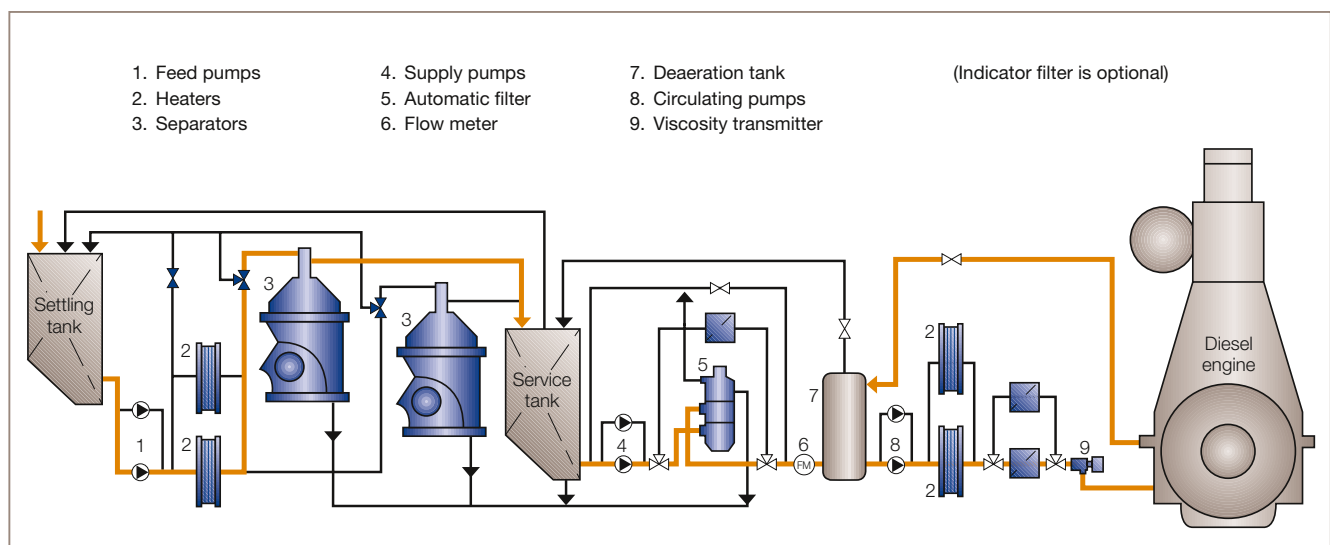 1. Feed pumps
2. Heaters
3. Separators
4. Supply pumps
5. Automatic filter
6. Flow meter
7. Deaeration tank
8. Circulating pumps
9. Viscosity transmitter
(Indicator filter is optional)
Settling
tank
1
2
2
3
3
Service
tank
4
5
6
FM
7
8
2
2
9
Diesel
engine